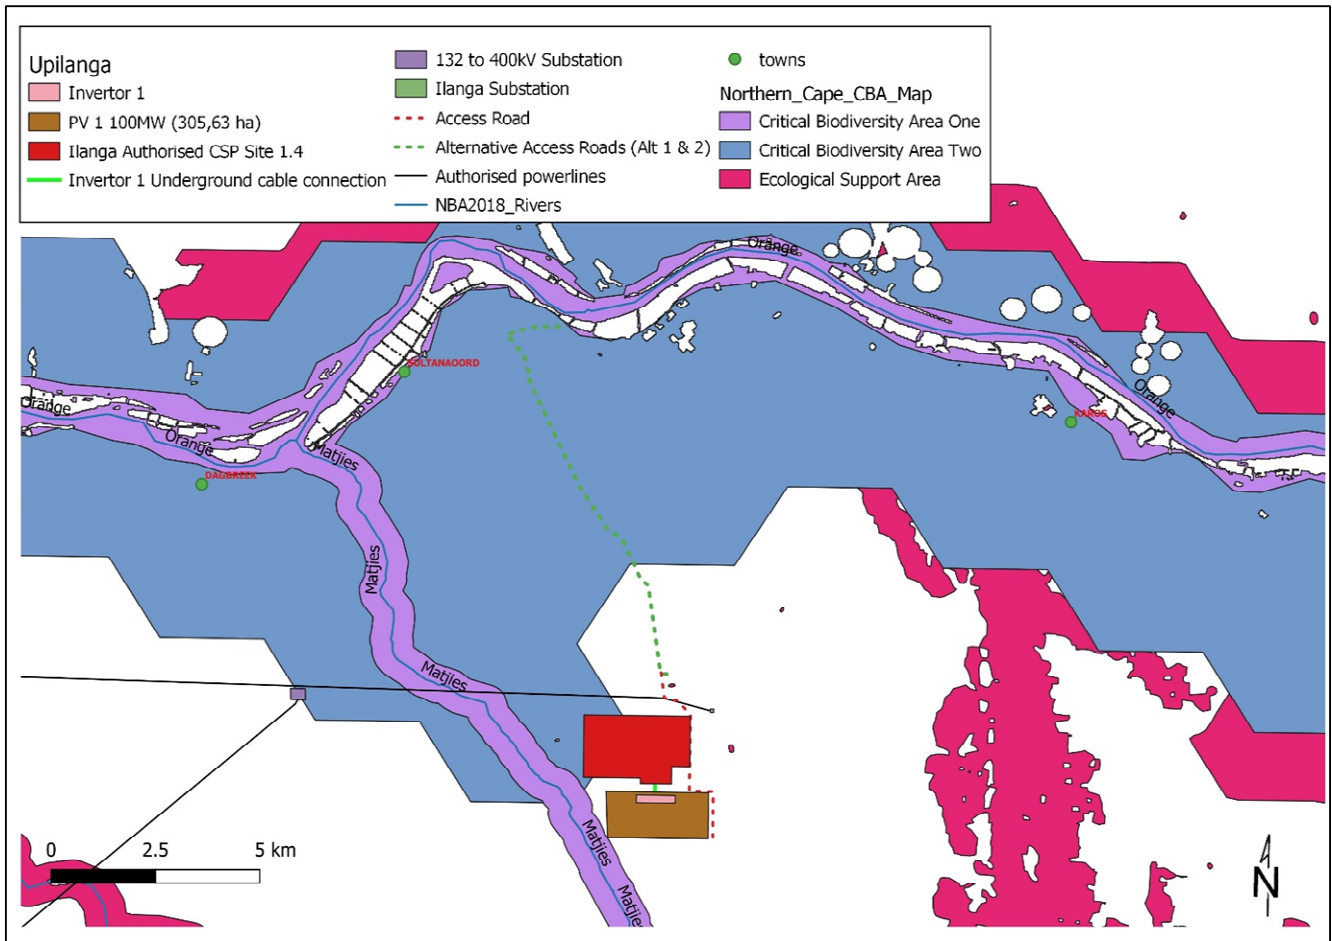 Upilanga
Invertor 1
PV 1 100MW (305,63 ha)
Ilanga Authorised CSP Site 1.4
Invertor 1 Underground cable connection
132 to 400kV Substation
Ilanga Substation
Access Road
Alternative Access Roads (Alt 1 & 2)
Authorised powerlines
NBA2018_Rivers
towns
Northern_Cape_CBA_Map
Critical Biodiversity Area One
Critical Biodiversity Area Two
Ecological Support Area
Orange
SULTANAOORD
Orange
Orange
KAROS
Orange
Matjies
DAGBREEK
Matjies
Matjies
Matjies
Matjies
0 2.5 5 km
N